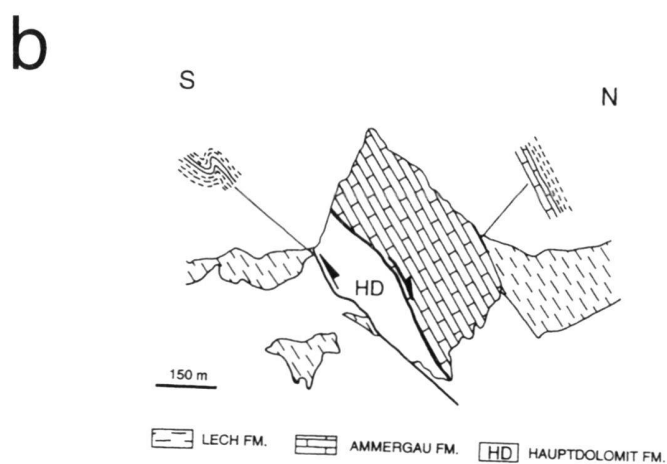 b
S
N
HD
150 m
LECH FM.
AMMERGAU FM.
HD HAUPTDOLOMIT FM.